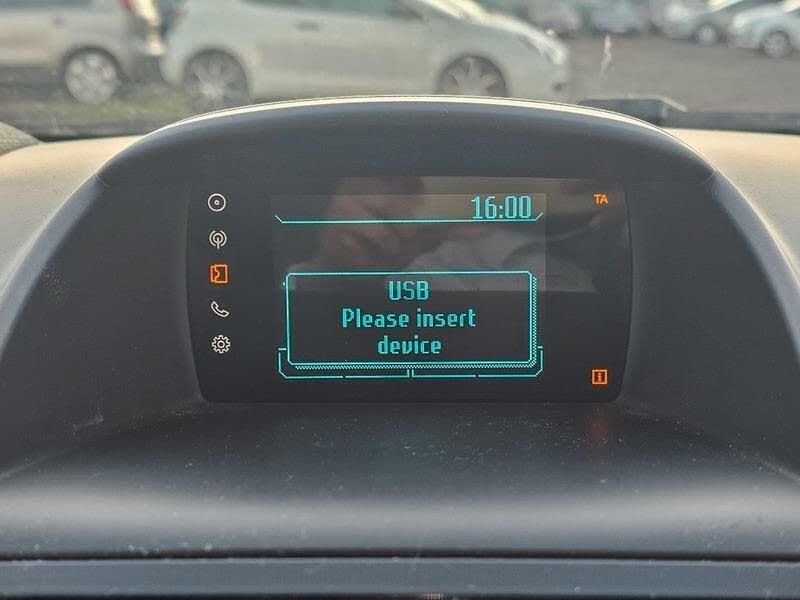 16:00
TA
USB
Please insert
device